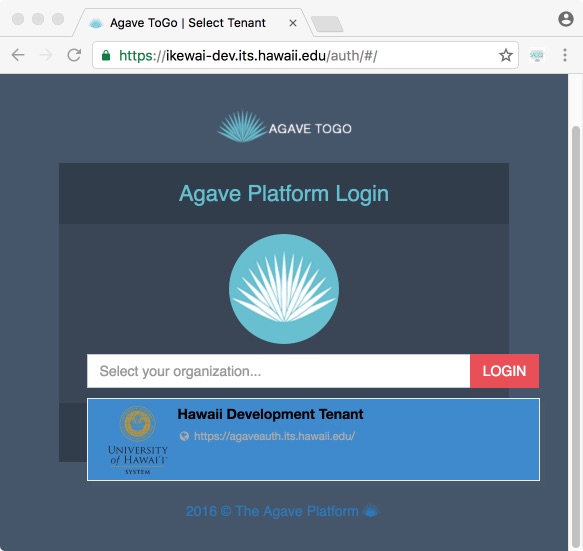 Agave ToGo | Select Tenant
https://ikewai-dev.its.hawaii.edu/auth/#/
AGAVE TOGO
Agave Platform Login
Select your organization...
LOGIN
Hawaii Development Tenant
https://agaveauth.its.hawaii.edu/
UNIVERSITY
of HAWAI'I
SYSTEM
2016 © The Agave Platform